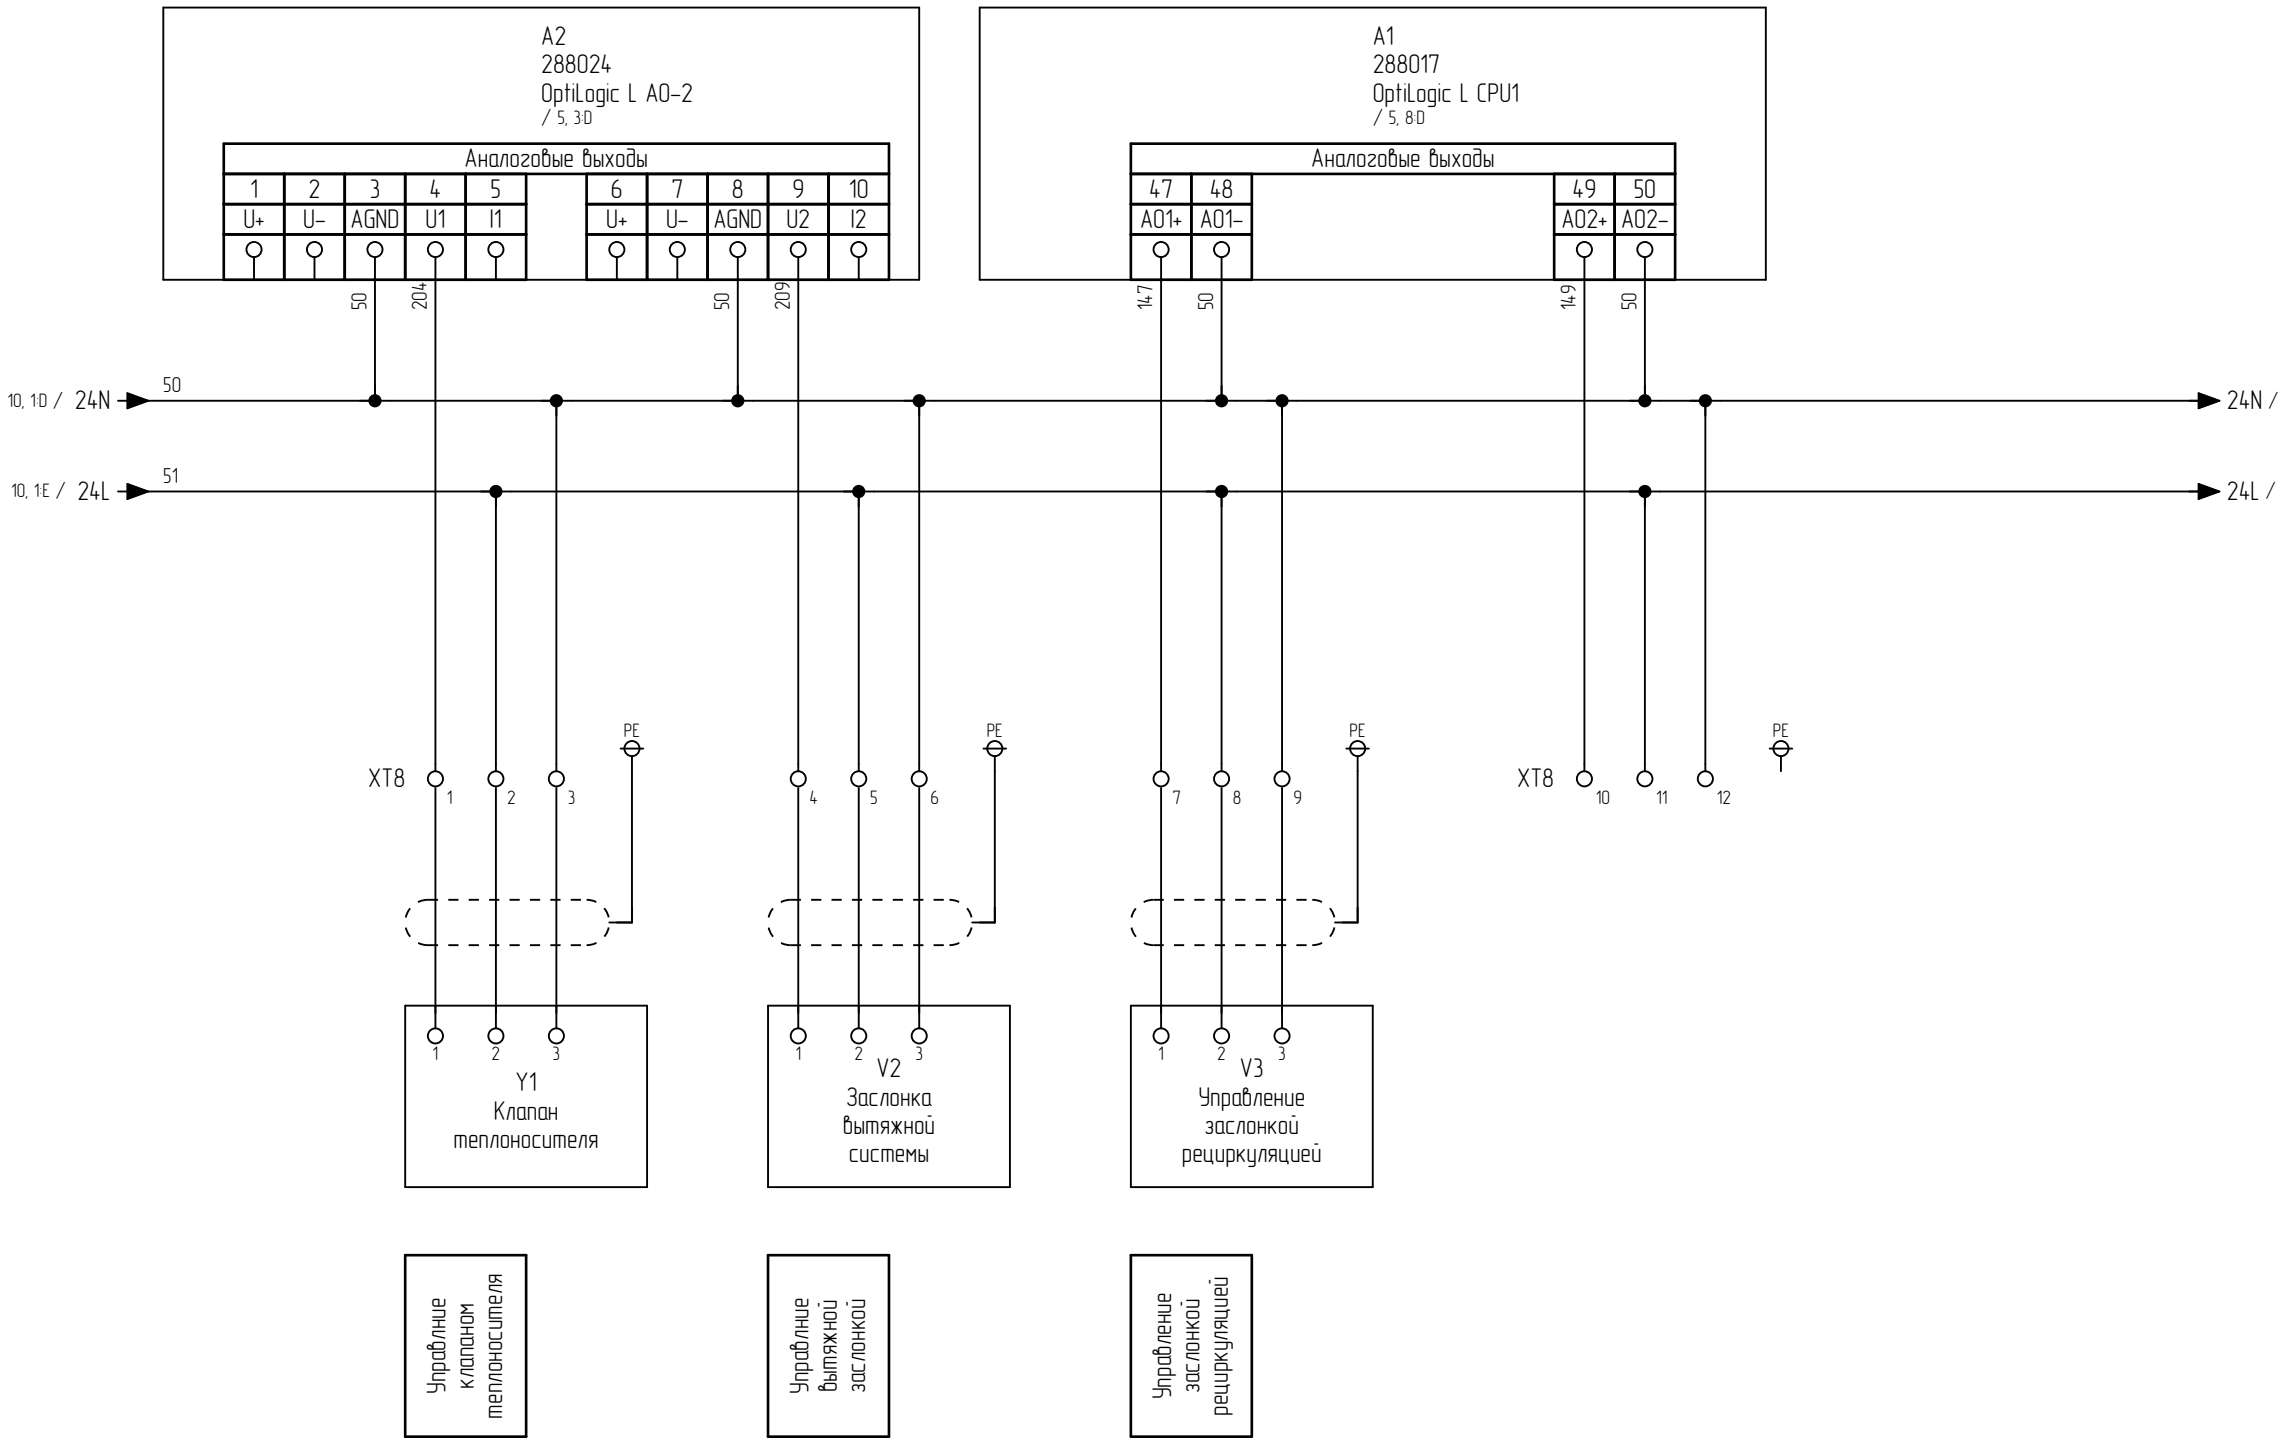 A2
288024
OptiLogic L AO-2
/ 5, 3:D
Аналоговые выходы
1 2 3 4 5 6 7 8 9 10
U+ U- AGND U1 I1 U+ U- AGND U2 I2
50 204 50 209
A1
288017
OptiLogic L CPU1
/ 5, 8:D
Аналоговые выходы
47 48 49 50
AO1+ AO1- AO2+ AO2-
147 50 149 50
10, 1:D / 24N 50 24N /
10, 1:E / 24L 51 24L /
PE PE PE PE
XT8 1 2 3 4 5 6 7 8 9 XT8 10 11 12
1 2 3
Y1
Клапан
теплоносителя
1 2 3
V2
Заслонка
вытяжной
системы
1 2 3
V3
Управление
заслонкой
рециркуляцией
Управлние
клапаном
теплоносителя
Управлние
вытяжной
заслонкой
Управление
заслонкой
рециркуляцией